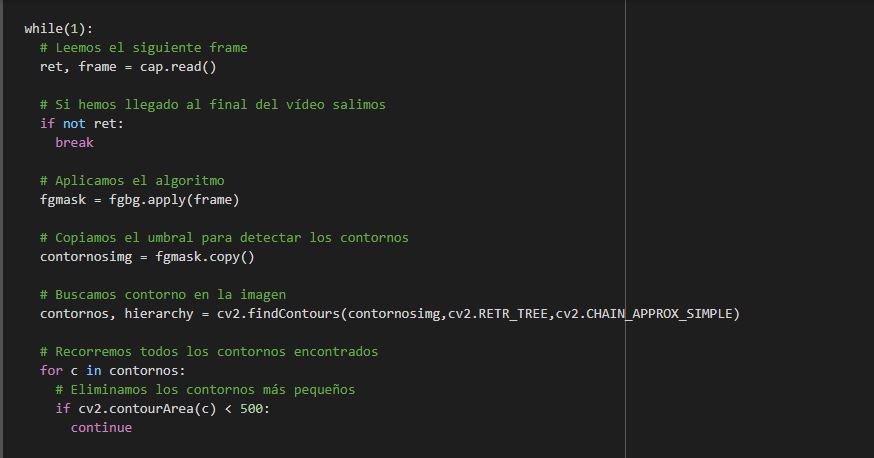 while(1):
# Leemos el siguiente frame
ret, frame = cap.read()
# Si hemos llegado al final del vídeo salimos
if not ret:
break
# Aplicamos el algoritmo
fgmask = fgbg.apply(frame)
# Copiamos el umbral para detectar los contornos
contornosimg = fgmask.copy()
# Buscamos contorno en la imagen
contornos, hierarchy = cv2.findContours(contornosimg,cv2.RETR_TREE,cv2.CHAIN_APPROX_SIMPLE)
# Recorremos todos los contornos encontrados
for c in contornos:
# Eliminamos los contornos más pequeños
if cv2.contourArea(c) < 500:
continue